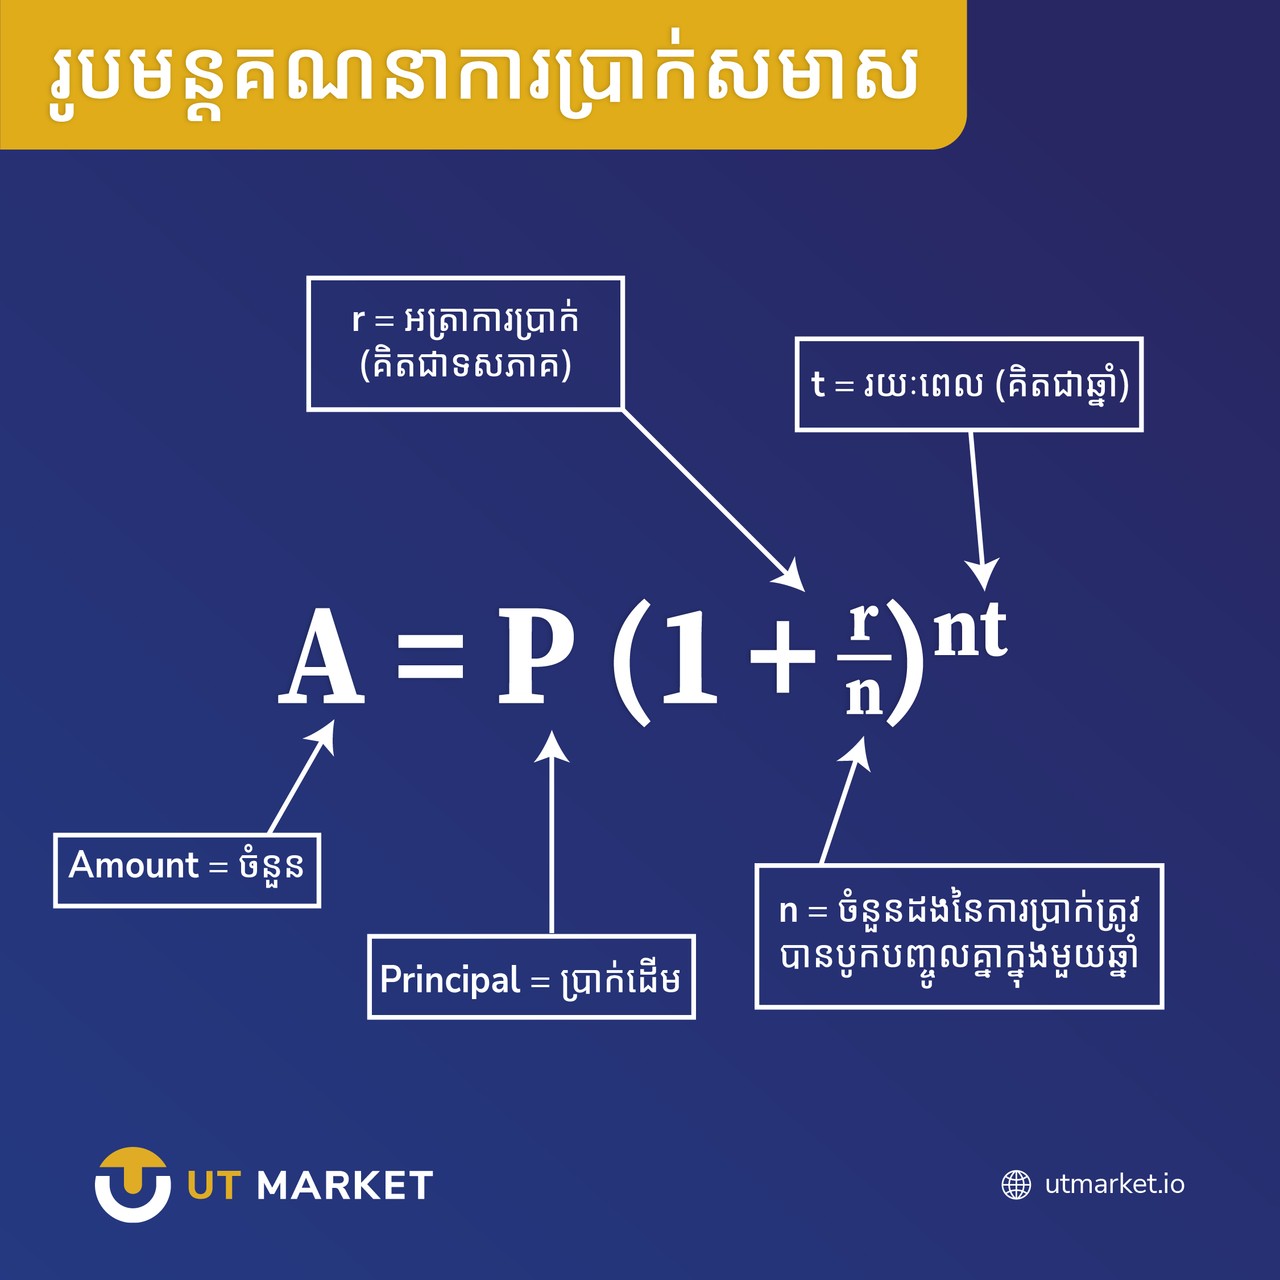 រូបមន្តគណនាការប្រាក់សមាស
r = អត្រាការប្រាក់
(គិតជាទសភាគ)
t = រយៈពេល (គិតជាឆ្នាំ)
A = P (1 + r/n)^nt
Amount = ចំនួន
Principal = ប្រាក់ដើម
n = ចំនួនដងនៃការប្រាក់ត្រូវ
បានបូកបញ្ចូលគ្នាក្នុងមួយឆ្នាំ
UT MARKET
utmarket.io